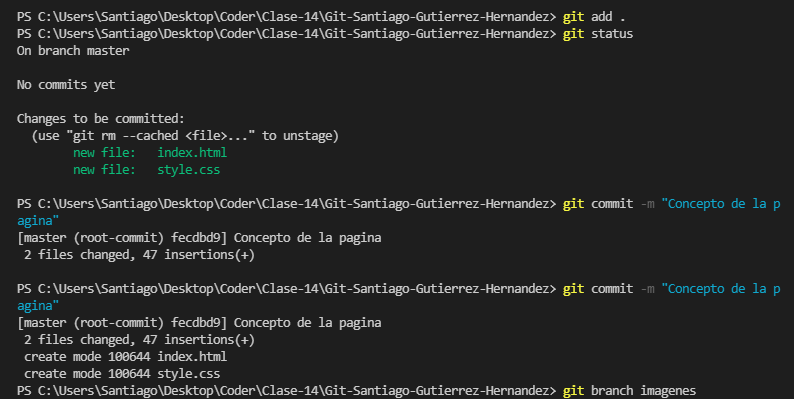 PS C:\Users\Santiago\Desktop\Coder\Clase-14\Git-Santiago-Gutierrez-Hernandez> git add .
PS C:\Users\Santiago\Desktop\Coder\Clase-14\Git-Santiago-Gutierrez-Hernandez> git status
On branch master
No commits yet
Changes to be committed:
(use "git rm --cached <file>..." to unstage)
new file: index.html
new file: style.css
PS C:\Users\Santiago\Desktop\Coder\Clase-14\Git-Santiago-Gutierrez-Hernandez> git commit -m "Concepto de la p
agina"
[master (root-commit) fecdbd9] Concepto de la pagina
2 files changed, 47 insertions(+)
PS C:\Users\Santiago\Desktop\Coder\Clase-14\Git-Santiago-Gutierrez-Hernandez> git commit -m "Concepto de la p
agina"
[master (root-commit) fecdbd9] Concepto de la pagina
2 files changed, 47 insertions(+)
create mode 100644 index.html
create mode 100644 style.css
PS C:\Users\Santiago\Desktop\Coder\Clase-14\Git-Santiago-Gutierrez-Hernandez> git branch imagenes